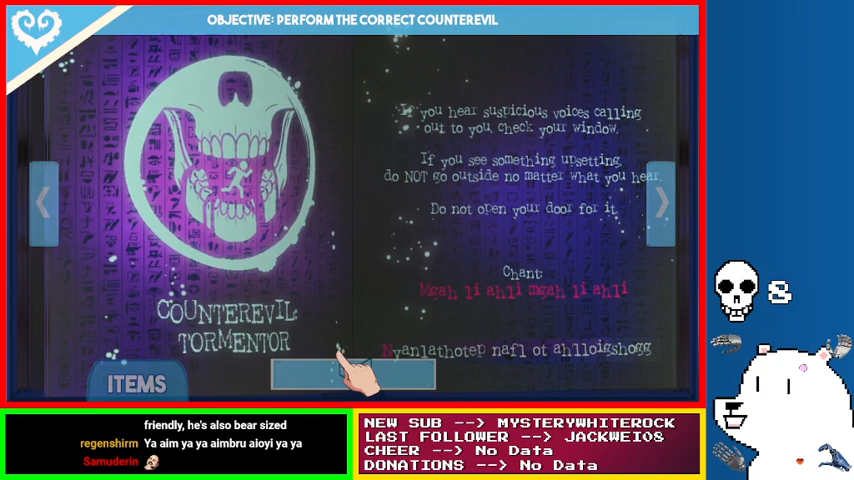 OBJECTIVE: PERFORM THE CORRECT COUNTEREVIL
If you hear suspicious voices calling
out to you, check your window.
If you see something upsetting,
do NOT go outside no matter what you hear.
Do not open your door for it.
Chant:
Mgah li ahli mgah li ahli
Nyanlathotep nafl ot ahlloigshogg
COUNTEREVIL:
TORMENTOR
ITEMS
8
friendly, he's also bear sized
regenshirm Ya aim ya ya aimbru aioyi ya ya
Samuderin
NEW SUB --> MYSTERYWHITEROCK
LAST FOLLOWER --> JACKWEI08
CHEER --> No Data
DONATIONS --> No Data